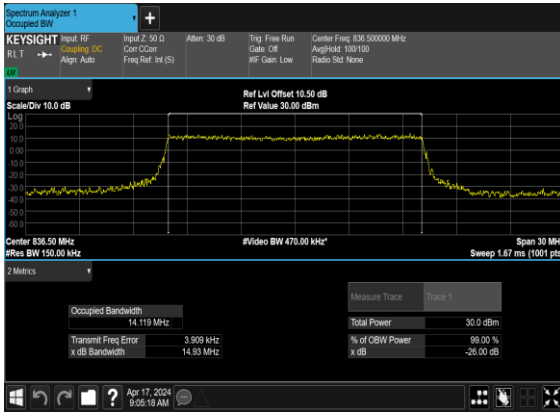 Spectrum Analyzer 1
Occupied BW
+
KEYSIGHT Input: RF Input Z: 50 Ω Atten: 30 dB Trig: Free Run Center Freq: 836.500000 MHz
RLT Coupling: DC Corr CCorr Gate: Off Avg|Hold: 100/100
Align: Auto Freq Ref: Int (S) #IF Gain: Low Radio Std: None
1 Graph Ref Lvl Offset 10.50 dB
Scale/Div 10.0 dB Ref Value 30.00 dBm
Log
20.0
10.0
0.00
-10.0
-20.0
-30.0
-40.0
-50.0
-60.0
Center 836.50 MHz #Video BW 470.00 kHz* Span 30 MH
#Res BW 150.00 kHz Sweep 1.67 ms (1001 pts
2 Metrics
Measure Trace Trace 1
Occupied Bandwidth
14.119 MHz Total Power 30.0 dBm
Transmit Freq Error 3.909 kHz % of OBW Power 99.00 %
x dB Bandwidth 14.93 MHz x dB -26.00 dB
? Apr 17, 2024
9:05:18 AM